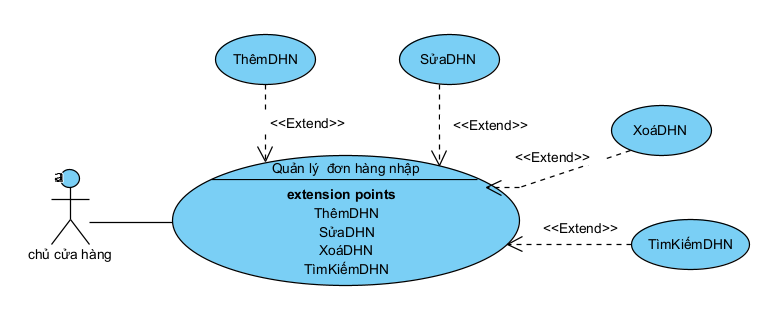 ThêmDHN
SửaDHN
<<Extend>>
<<Extend>>
XoáDHN
<<Extend>>
Quản lý đơn hàng nhập
extension points
ThêmDHN
SửaDHN
XoáDHN
TìmKiếmDHN
<<Extend>>
TìmKiếmDHN
a
chủ cửa hàng